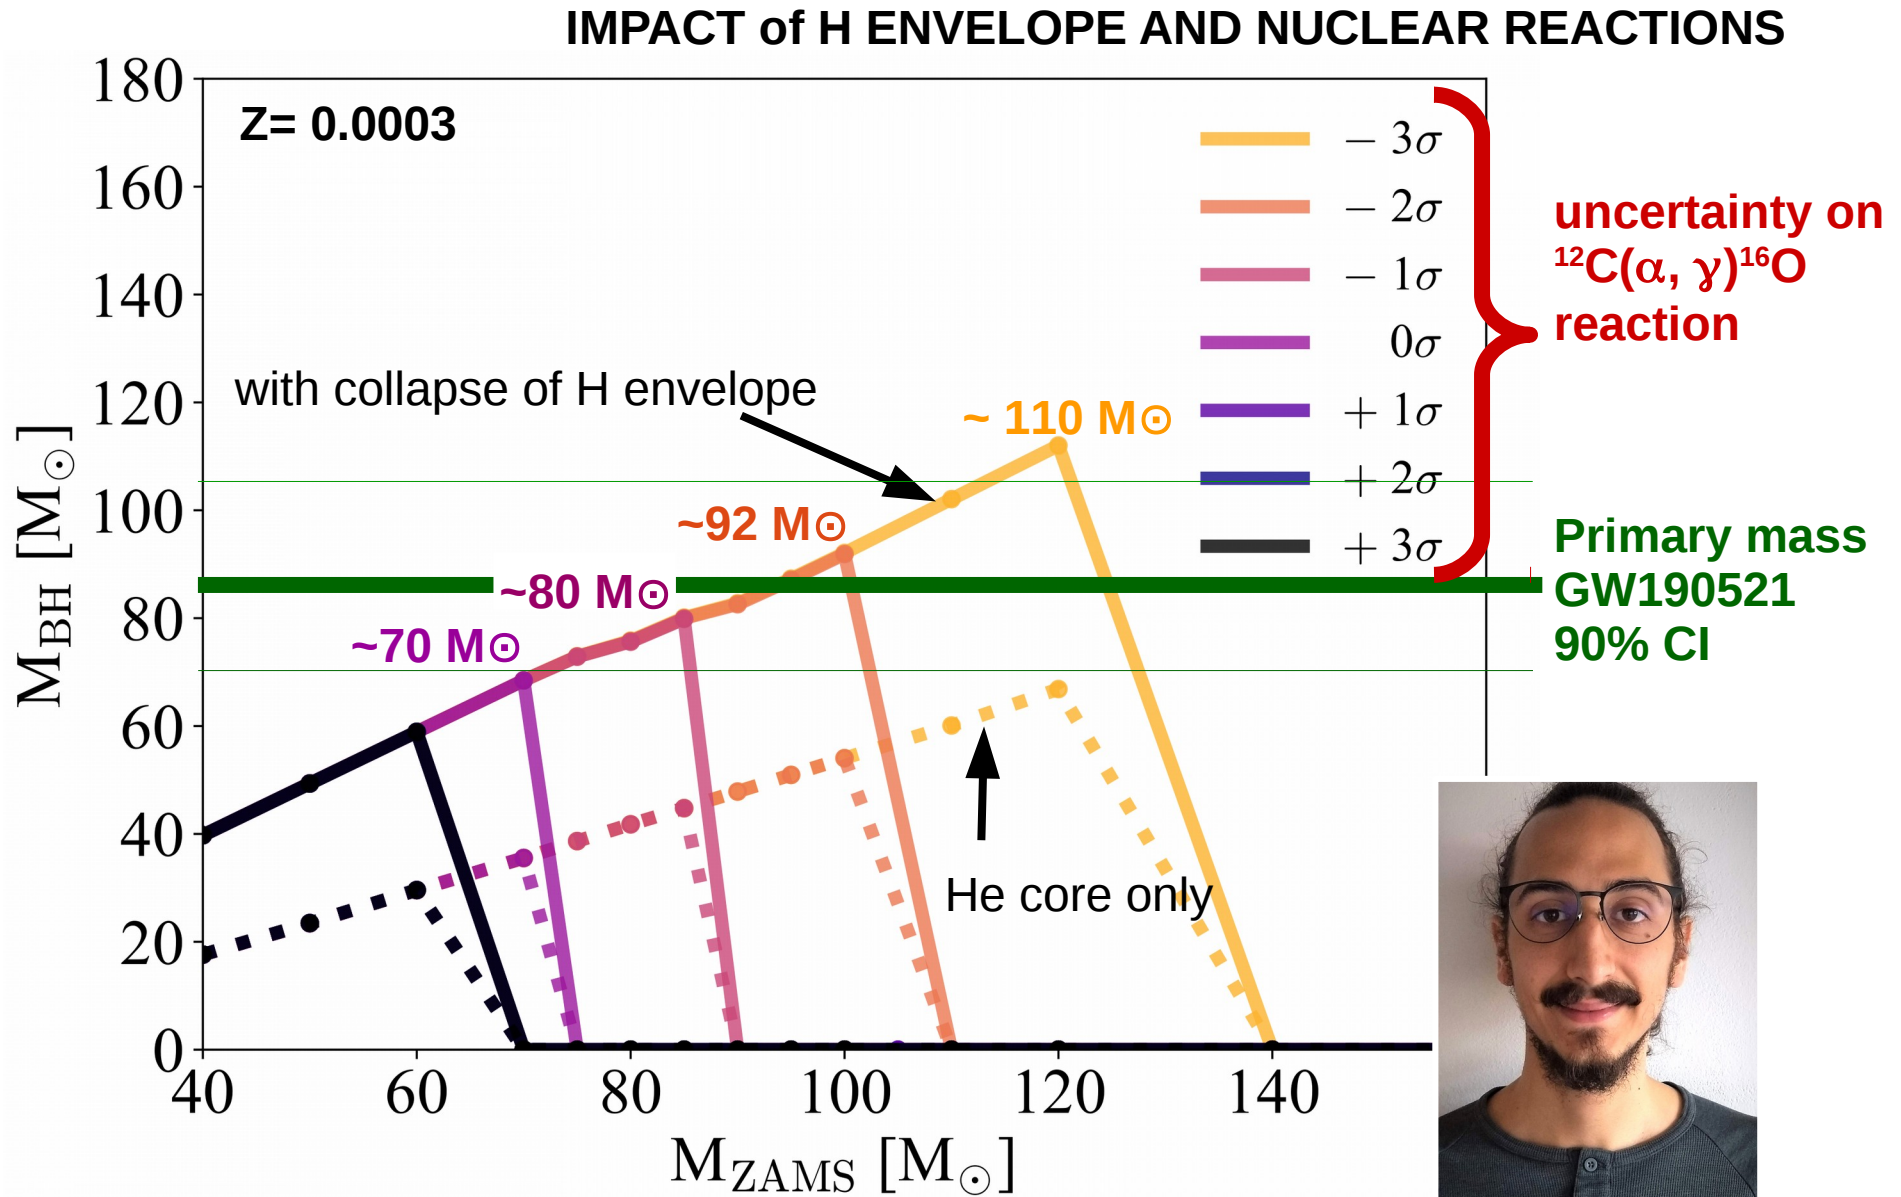 IMPACT of H ENVELOPE AND NUCLEAR REACTIONS
180
160
140
120
100
80
60
40
20
0
M_BH [M⊙]
Z= 0.0003
− 3σ
− 2σ
− 1σ
0σ
+ 1σ
+ 2σ
+ 3σ
uncertainty on
¹²C(α, γ)¹⁶O
reaction
with collapse of H envelope
~ 110 M⊙
~92 M⊙
~80 M⊙
~70 M⊙
Primary mass
GW190521
90% CI
He core only
40
60
80
100
120
140
M_ZAMS [M⊙]